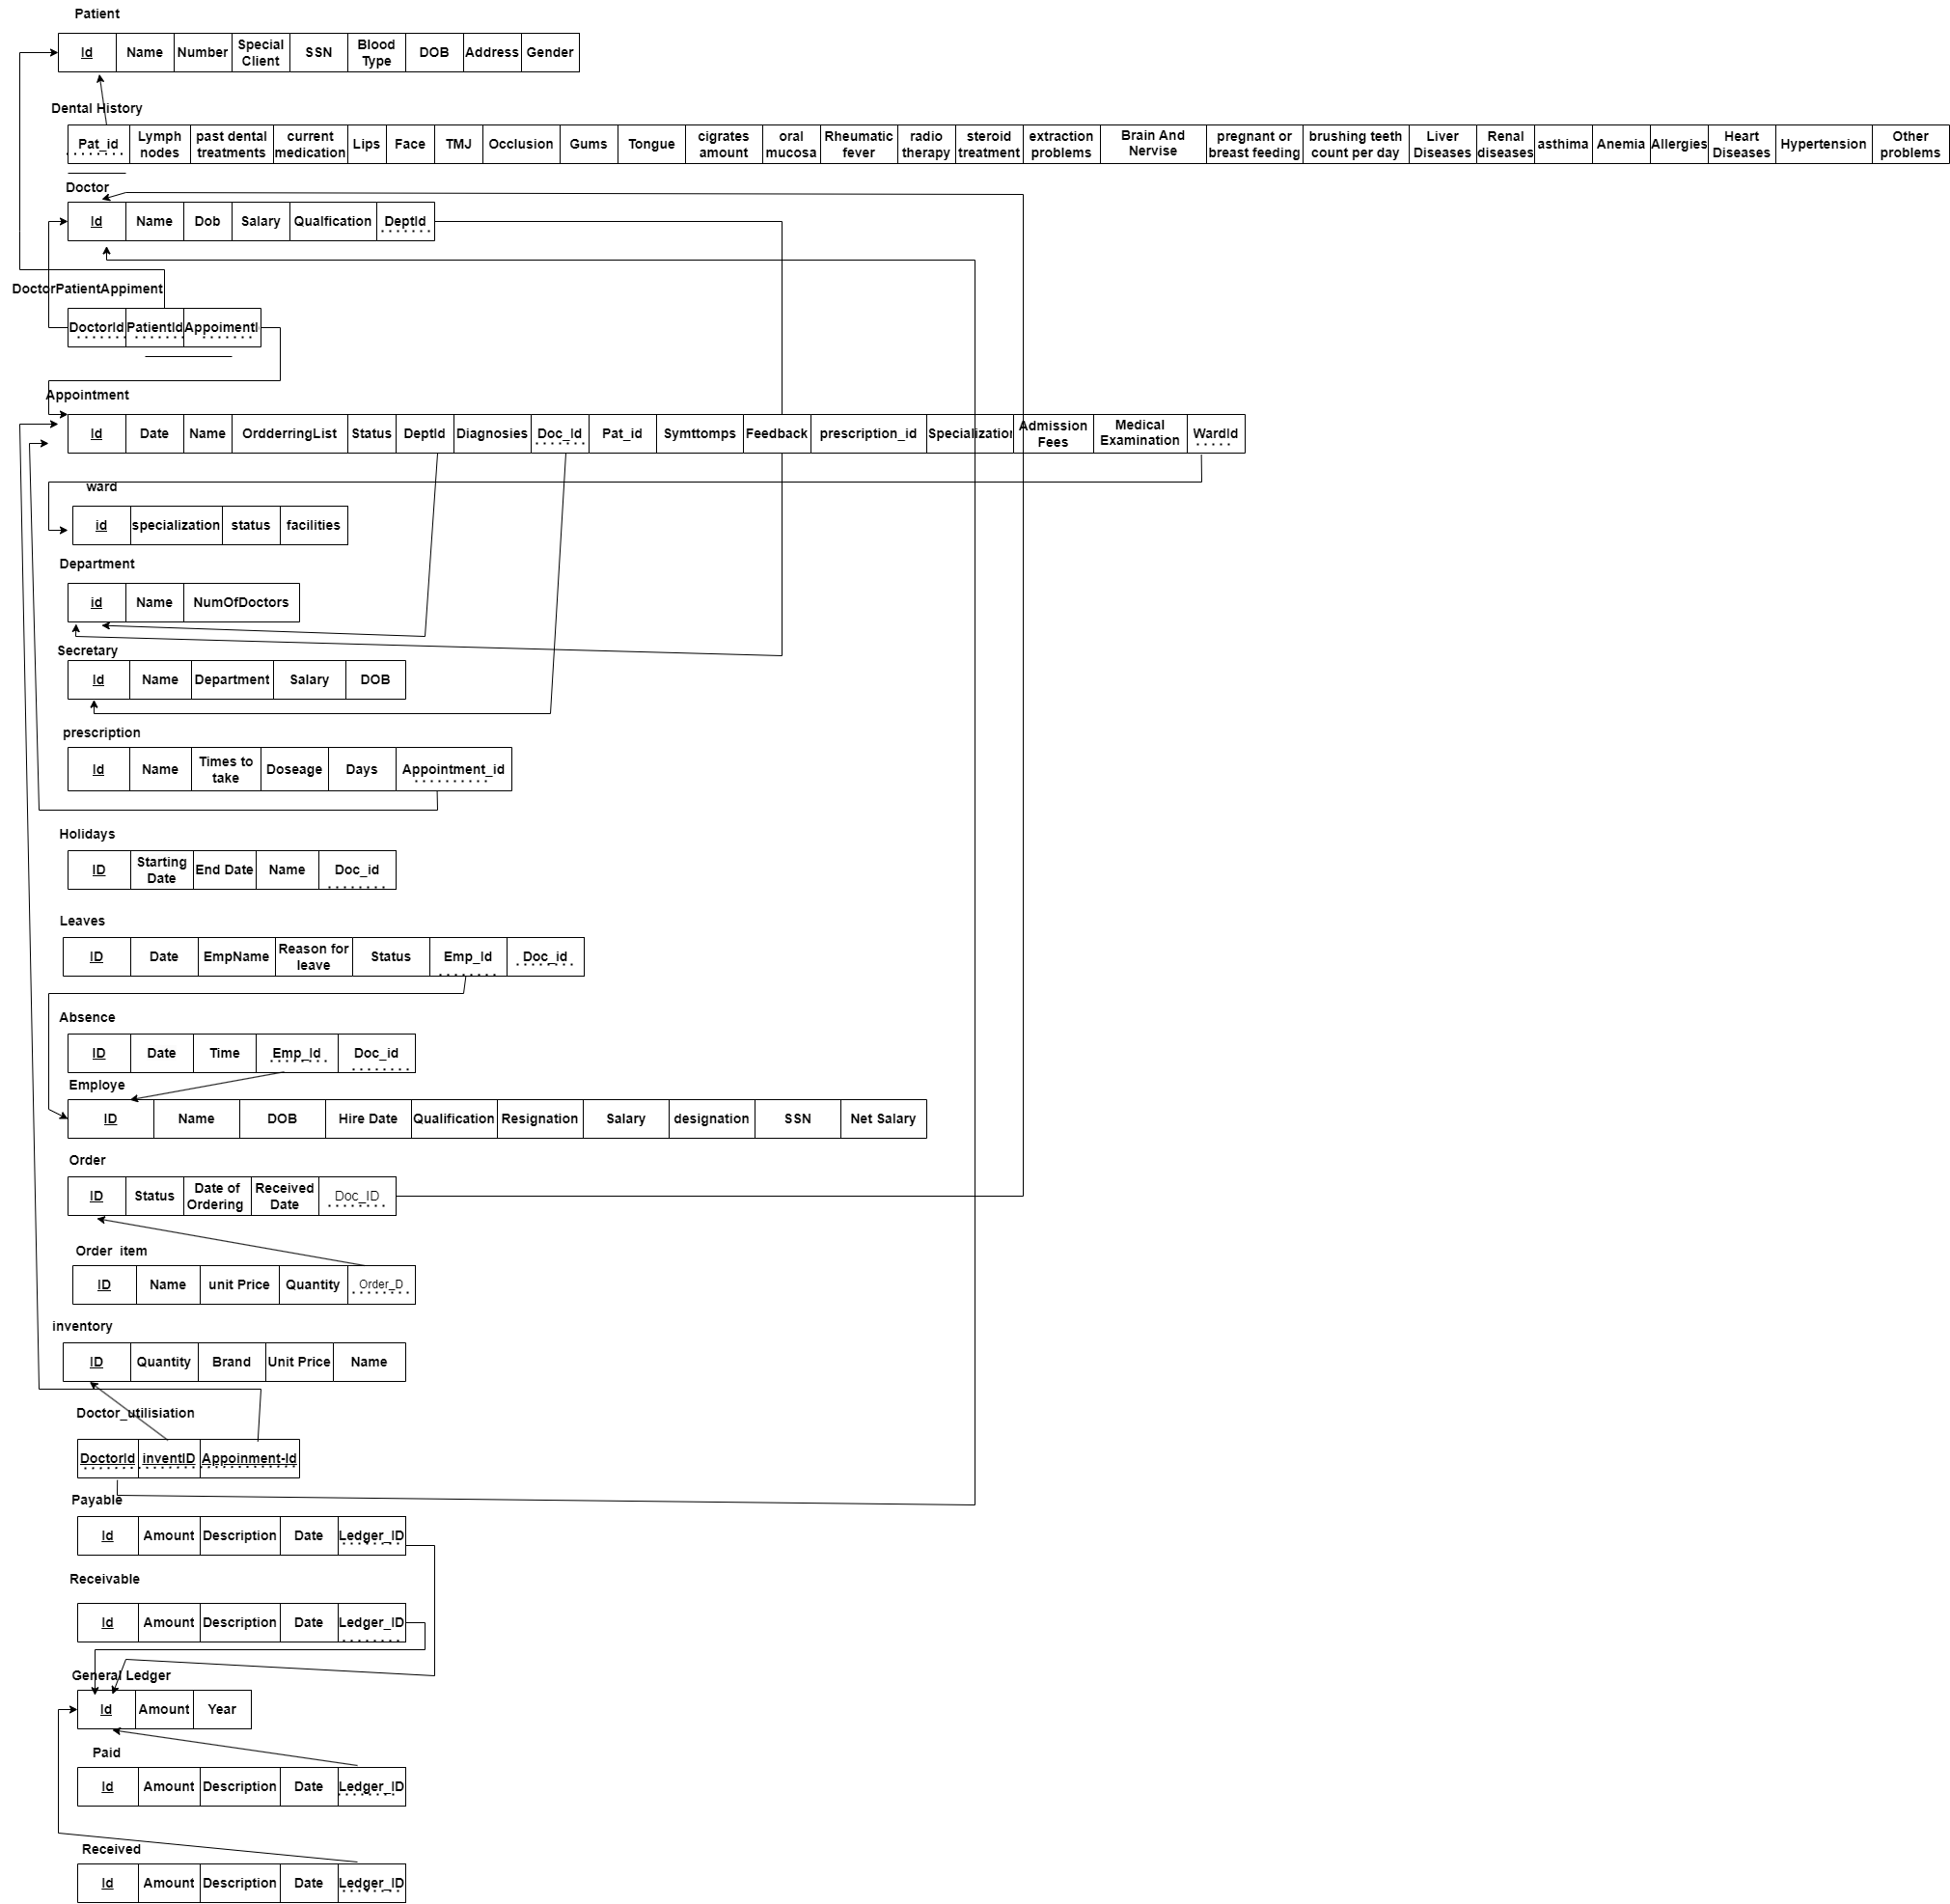 Patient
Id Name Number Special Client SSN Blood Type DOB Address Gender
Dental History
Pat_id Lymph nodes past dental treatments current medication Lips Face TMJ Occlusion Gums Tongue cigrates amount oral mucosa Rheumatic fever radio therapy steroid treatment extraction problems Brain And Nervise pregnant or breast feeding brushing teeth count per day Liver Diseases Renal diseases asthima Anemia Allergies Heart Diseases Hypertension Other problems
Doctor
Id Name Dob Salary Qualfication DeptId
DoctorPatientAppiment
DoctorId PatientId AppoimentI
Appointment
Id Date Name OrdderringList Status DeptId Diagnosies Doc_Id Pat_id Symttomps Feedback prescription_id Specialization Admission Fees Medical Examination WardId
ward
id specialization status facilities
Department
id Name NumOfDoctors
Secretary
Id Name Department Salary DOB
prescription
Id Name Times to take Doseage Days Appointment_id
Holidays
ID Starting Date End Date Name Doc_id
Leaves
ID Date EmpName Reason for leave Status Emp_Id Doc_id
Absence
ID Date Time Emp_Id Doc_id
Employe
ID Name DOB Hire Date Qualification Resignation Salary designation SSN Net Salary
Order
ID Status Date of Ordering Received Date Doc_ID
Order_item
ID Name unit Price Quantity Order_D
inventory
ID Quantity Brand Unit Price Name
Doctor_utilisiation
DoctorId inventID Appoinment-Id
Payable
Id Amount Description Date Ledger_ID
Receivable
Id Amount Description Date Ledger_ID
General Ledger
Id Amount Year
Paid
Id Amount Description Date Ledger_ID
Received
Id Amount Description Date Ledger_ID